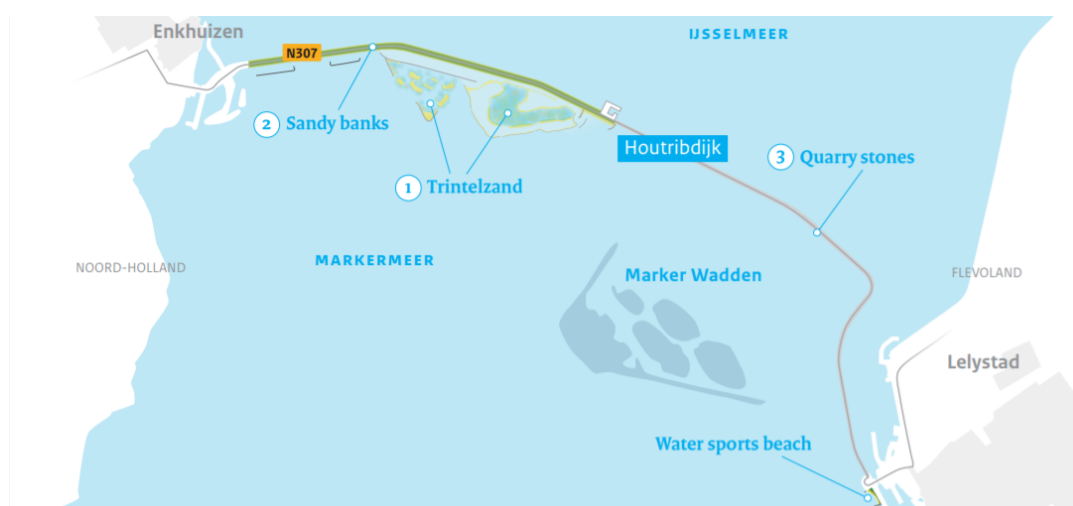 Enkhuizen
IJSSELMEER
N307
2 Sandy banks
Houtribdijk
3 Quarry stones
1 Trintelzand
MARKERMEER
NOORD-HOLLAND
Marker Wadden
FLEVOLAND
Lelystad
Water sports beach